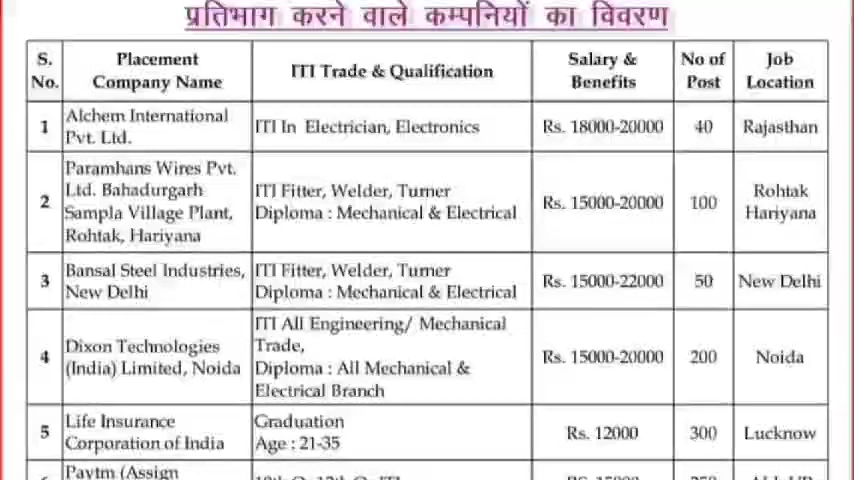 प्रतिभाग करने वाले कम्पनियों का विवरण
S. No. Placement Company Name ITI Trade & Qualification Salary & Benefits No of Post Job Location
1 Alchem International Pvt. Ltd. ITI In Electrician, Electronics Rs. 18000-20000 40 Rajasthan
2 Paramhans Wires Pvt. Ltd. Bahadurgarh Sampla Village Plant, Rohtak, Hariyana ITI Fitter, Welder, Turner Diploma : Mechanical & Electrical Rs. 15000-20000 100 Rohtak Hariyana
3 Bansal Steel Industries, New Delhi ITI Fitter, Welder, Turner Diploma : Mechanical & Electrical Rs. 15000-22000 50 New Delhi
4 Dixon Technologies (India) Limited, Noida ITI All Engineering/ Mechanical Trade, Diploma : All Mechanical & Electrical Branch Rs. 15000-20000 200 Noida
5 Life Insurance Corporation of India Graduation Age : 21-35 Rs. 12000 300 Lucknow
Paytm (Assign